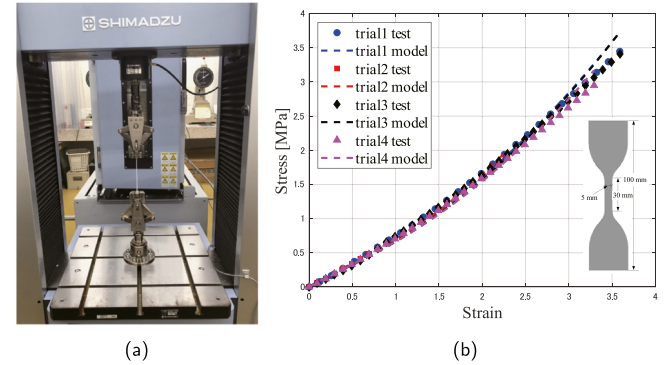 SHIMADZU
4
3.5
3
2.5
2
1.5
1
0.5
0
0 0.5 1 1.5 2 2.5 3 3.5 4
Stress [MPa]
Strain
trial1 test
trial1 model
trial2 test
trial2 model
trial3 test
trial3 model
trial4 test
trial4 model
100 mm
5 mm
30 mm
(a)
(b)